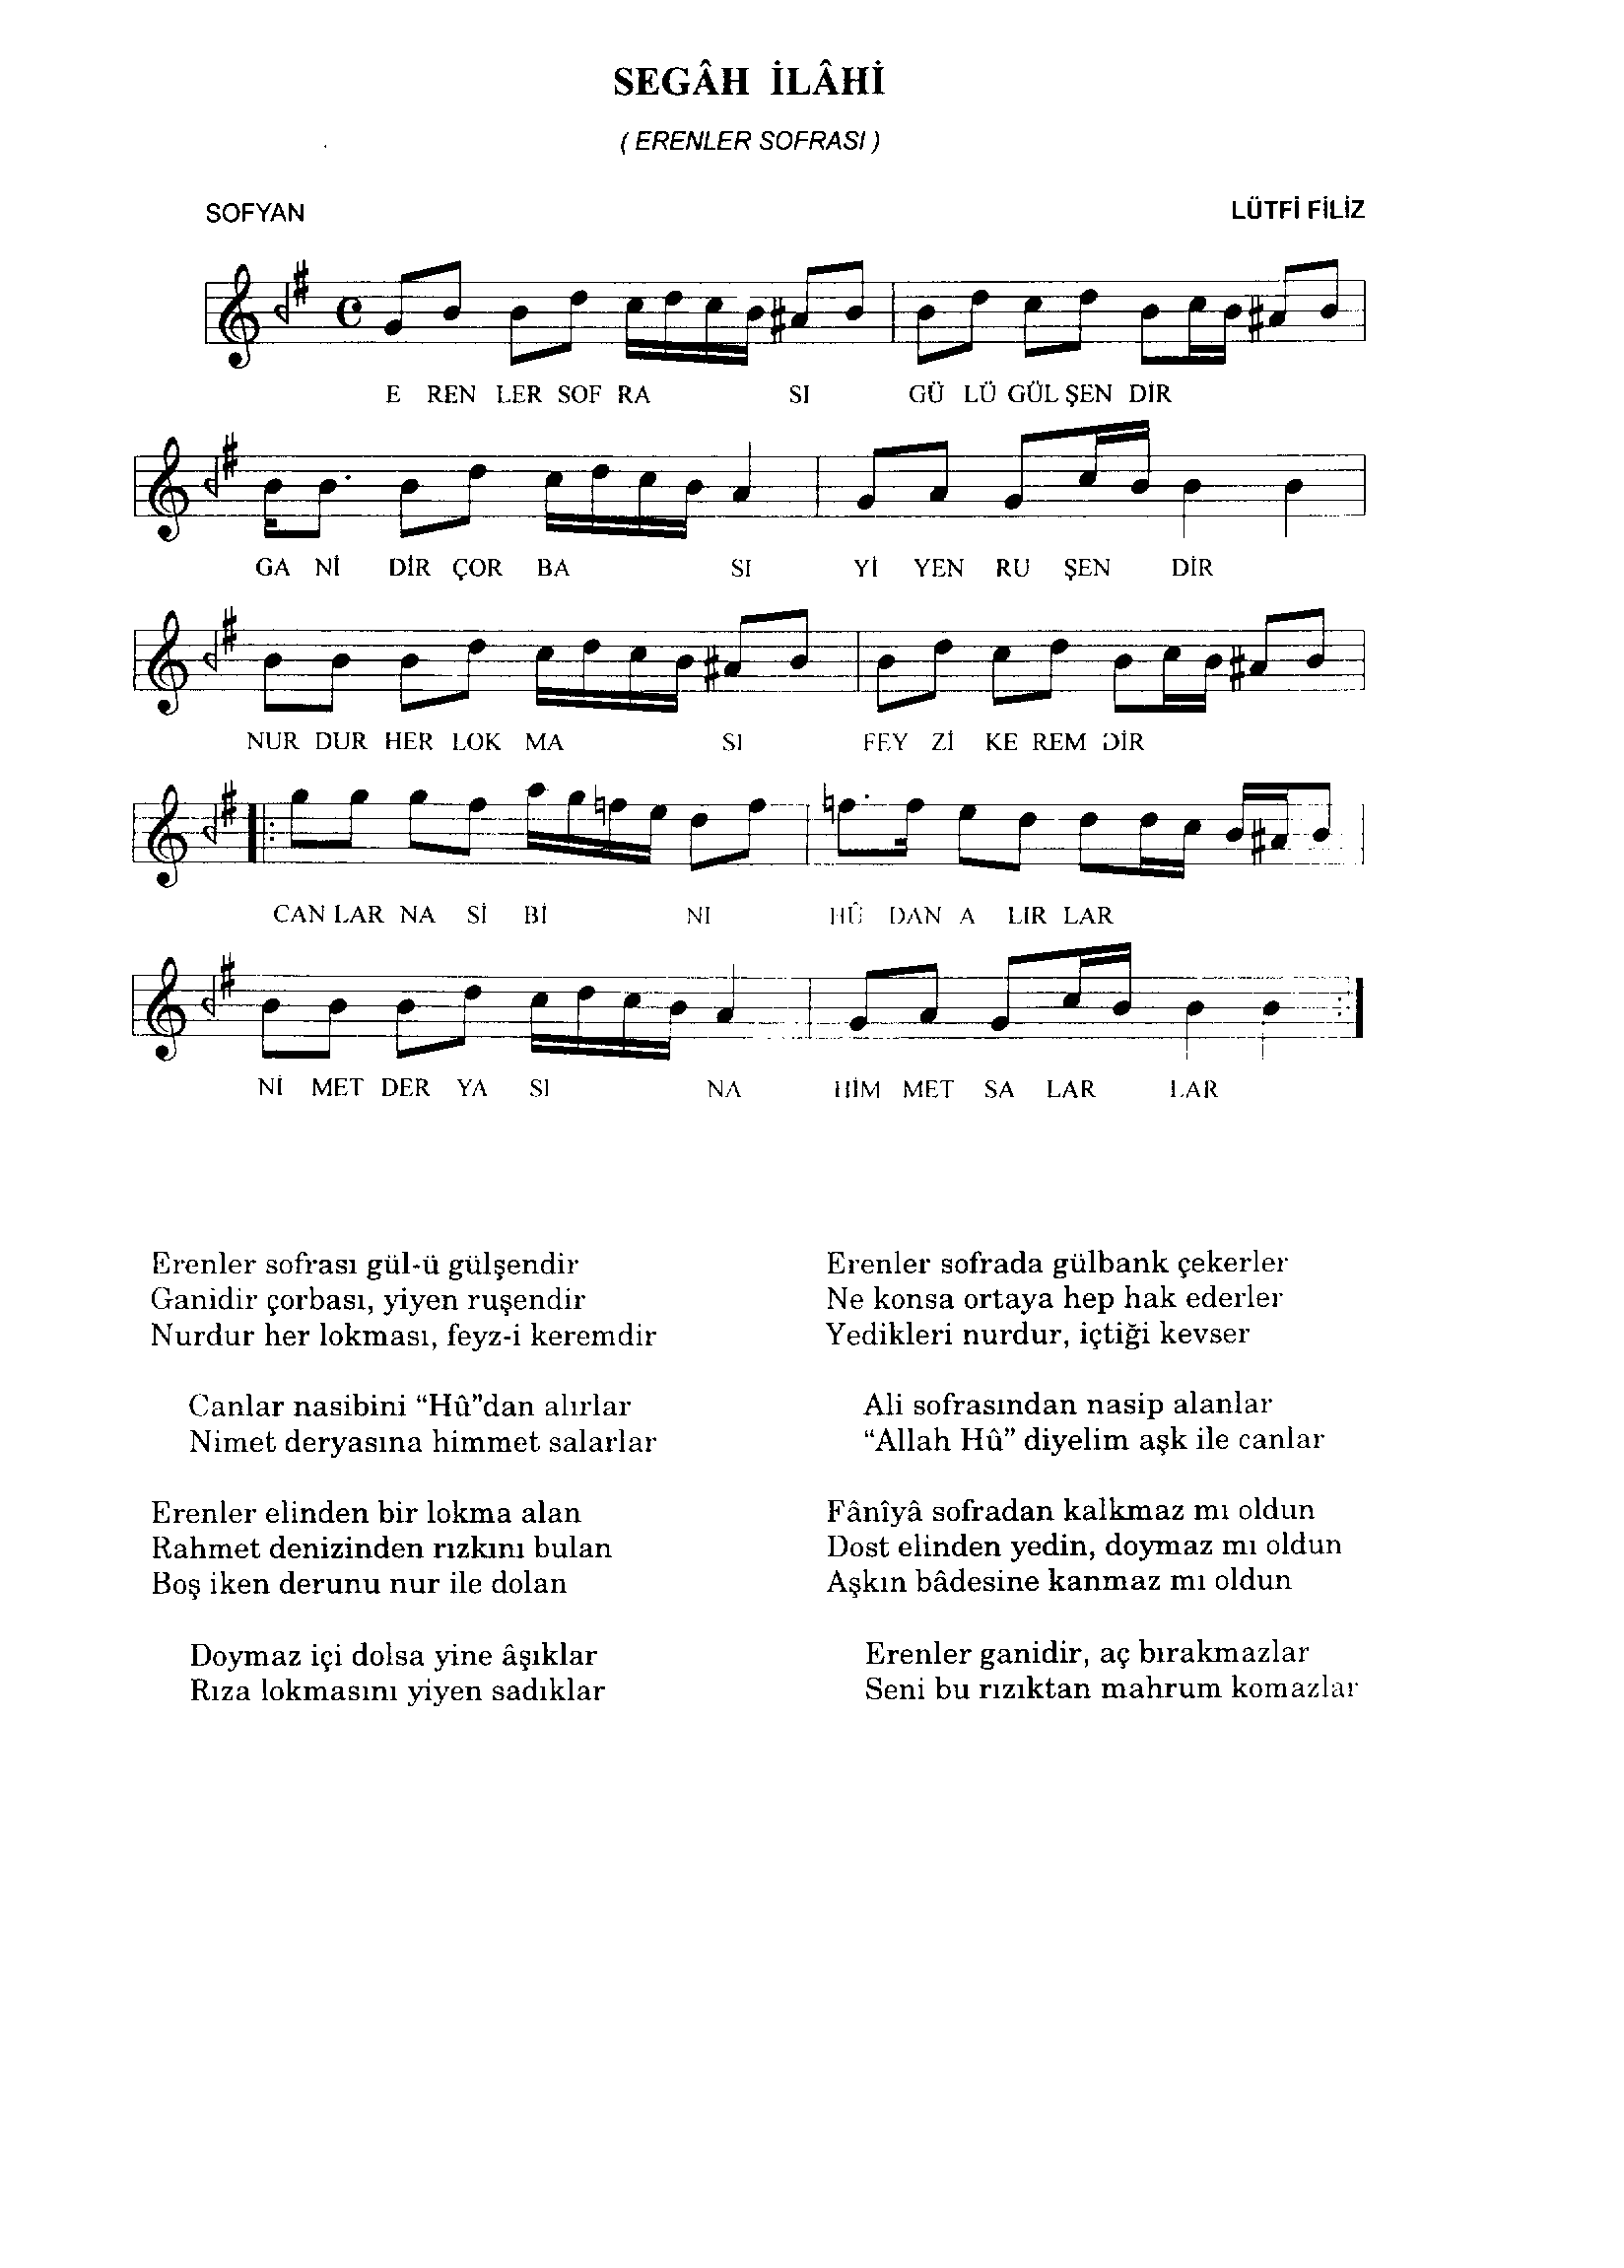 SEGÂH İLÂHİ
( ERENLER SOFRASI )
SOFYAN
LÜTFİ FİLİZ
E REN LER SOF RA SI GÜ LÜ GÜL ŞEN DİR
GA Nİ DİR ÇOR BA SI Yİ YEN RU ŞEN DİR
NUR DUR HER LOK MA SI FEY Zİ KE REM DİR
CAN LAR NA Sİ Bİ NI HÛ DAN A LIR LAR
Nİ MET DER YA SI NA HİM MET SA LAR LAR
Erenler sofrası gül-ü gülşendir
Ganidir çorbası, yiyen ruşendir
Nurdur her lokması, feyz-i keremdir
Canlar nasibini “Hû”dan alırlar
Nimet deryasına himmet salarlar
Erenler elinden bir lokma alan
Rahmet denizinden rızkını bulan
Boş iken derunu nur ile dolan
Doymaz içi dolsa yine âşıklar
Rıza lokmasını yiyen sadıklar
Erenler sofrada gülbank çekerler
Ne konsa ortaya hep hak ederler
Yedikleri nurdur, içtiği kevser
Ali sofrasından nasip alanlar
“Allah Hû” diyelim aşk ile canlar
Fânîyâ sofradan kalkmaz mı oldun
Dost elinden yedin, doymaz mı oldun
Aşkın bâdesine kanmaz mı oldun
Erenler ganidir, aç bırakmazlar
Seni bu rızıktan mahrum komazlar